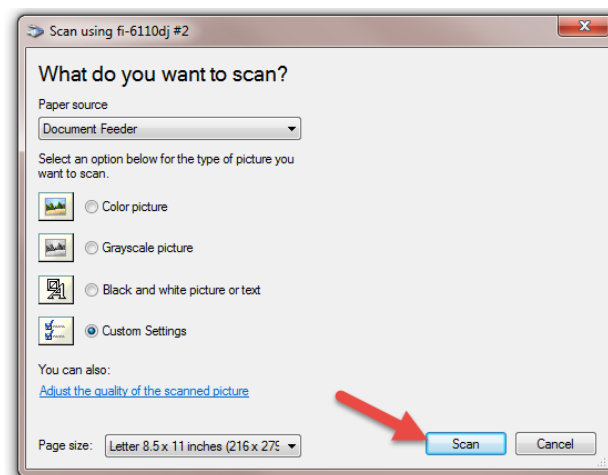 Scan using fi-6110dj #2
What do you want to scan?
Paper source
Document Feeder
Select an option below for the type of picture you
want to scan.
Color picture
Grayscale picture
Black and white picture or text
Custom Settings
You can also:
Adjust the quality of the scanned picture
Page size: Letter 8.5 x 11 inches (216 x 279 Scan Cancel